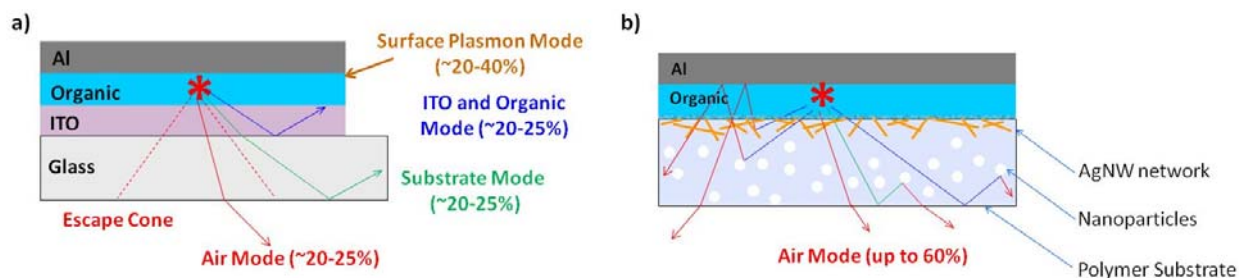 a)
Al
Organic
ITO
Glass
Escape Cone
Air Mode (~20-25%)
Surface Plasmon Mode
(~20-40%)
ITO and Organic
Mode (~20-25%)
Substrate Mode
(~20-25%)
b)
Al
Organic
AgNW network
Nanoparticles
Polymer Substrate
Air Mode (up to 60%)